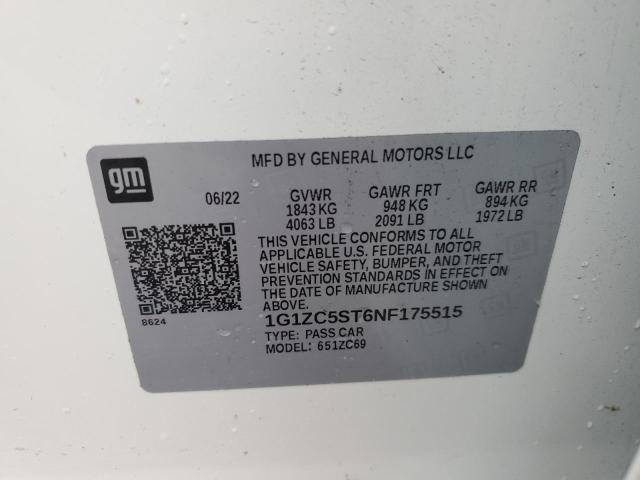 gm
MFD BY GENERAL MOTORS LLC
06/22 GVWR GAWR FRT GAWR RR
1843 KG 948 KG 894 KG
4063 LB 2091 LB 1972 LB
THIS VEHICLE CONFORMS TO ALL
APPLICABLE U.S. FEDERAL MOTOR
VEHICLE SAFETY, BUMPER, AND THEFT
PREVENTION STANDARDS IN EFFECT ON
THE DATE OF MANUFACTURE SHOWN
ABOVE.
8624
1G1ZC5ST6NF175515
TYPE: PASS CAR
MODEL: 651ZC69